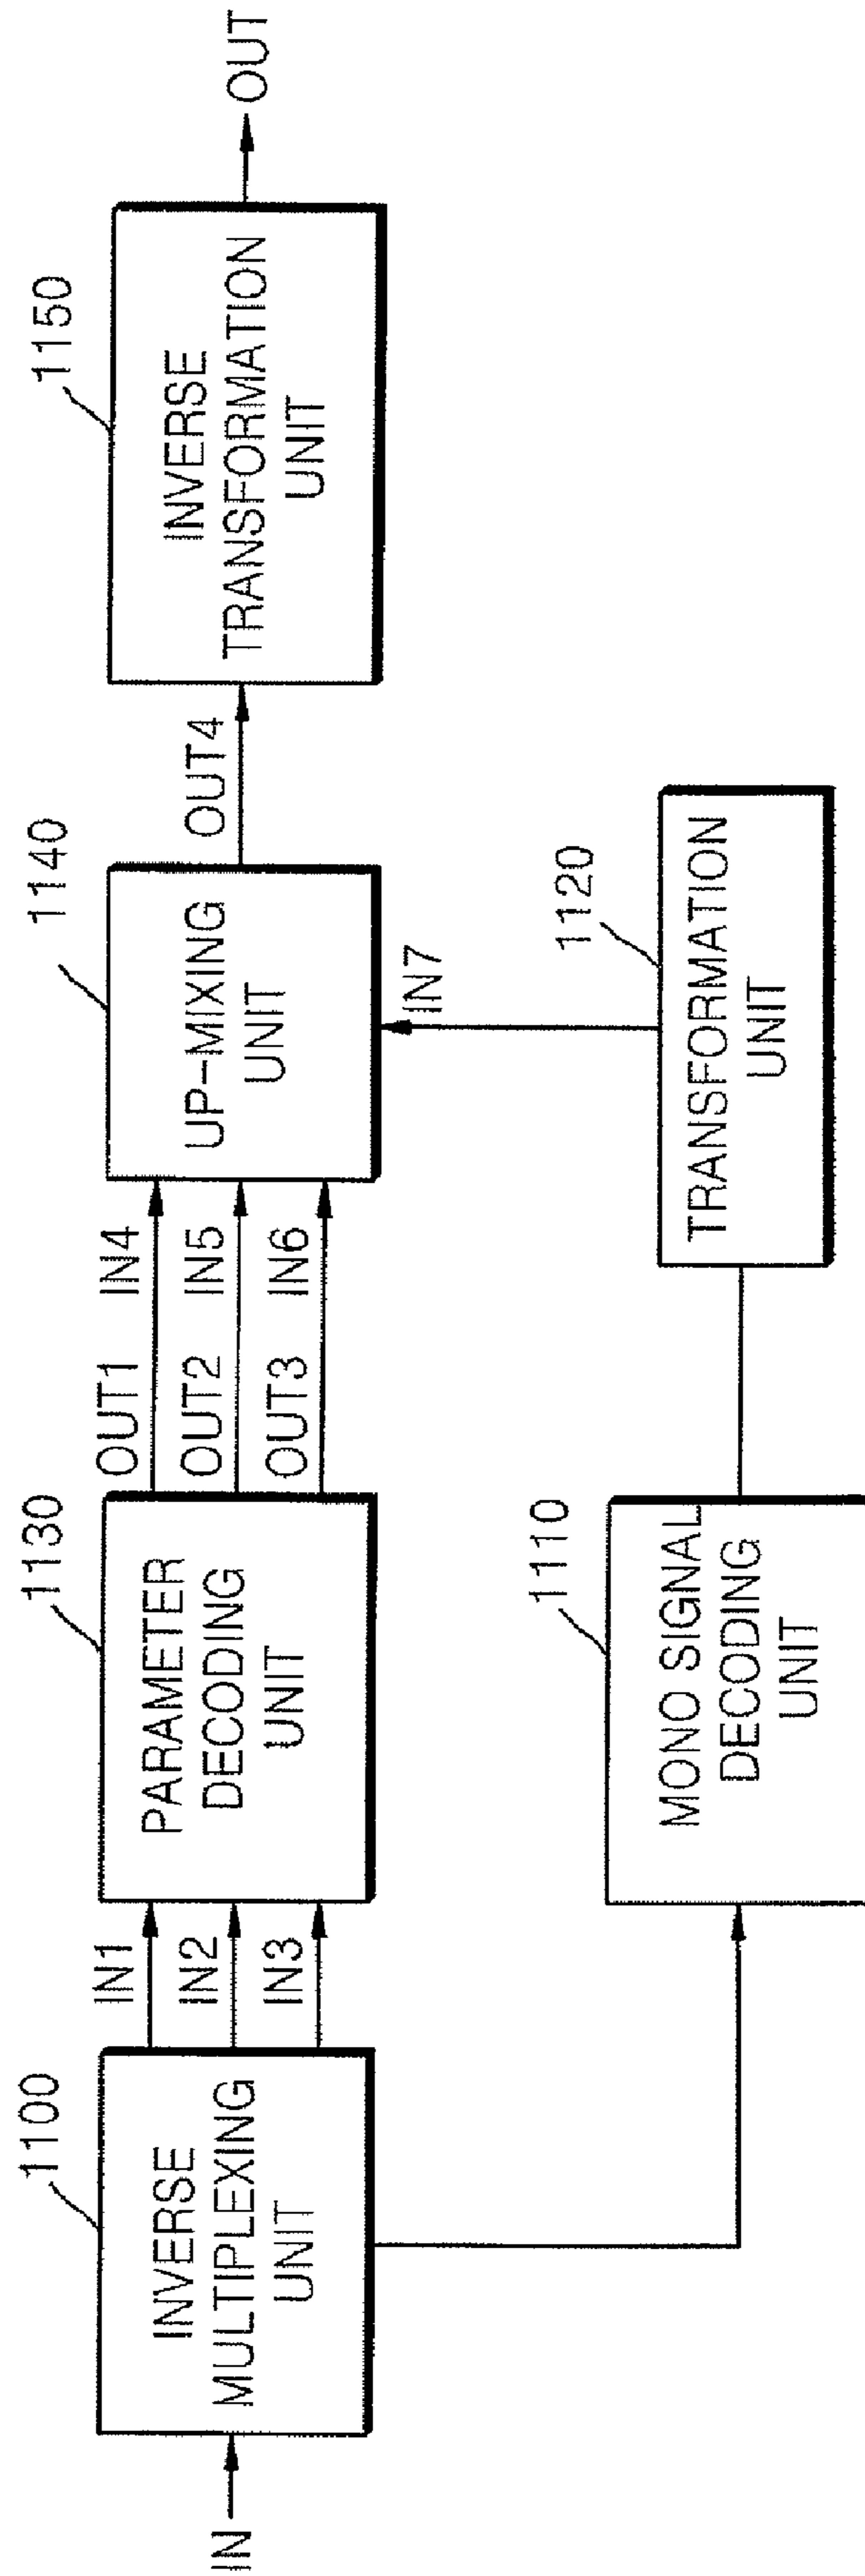 IN
1100
INVERSE
MULTIPLEXING
UNIT
IN1
IN2
IN3
1130
PARAMETER
DECODING
UNIT
OUT1 IN4
OUT2 IN5
OUT3 IN6
1140
UP-MIXING
UNIT
OUT4
1150
INVERSE
TRANSFORMATION
UNIT
OUT
IN7
1110
MONO SIGNAL
DECODING
UNIT
1120
TRANSFORMATION
UNIT